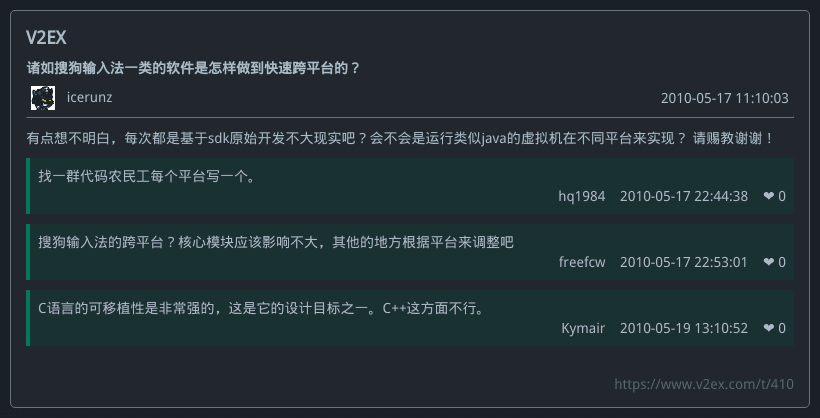 V2EX
诸如搜狗输入法一类的软件是怎样做到快速跨平台的？
icerunz
2010-05-17 11:10:03
有点想不明白，每次都是基于sdk原始开发不大现实吧？会不会是运行类似java的虚拟机在不同平台来实现？ 请赐教谢谢！
找一群代码农民工每个平台写一个。
hq1984 2010-05-17 22:44:38 ❤ 0
搜狗输入法的跨平台？核心模块应该影响不大，其他的地方根据平台来调整吧
freefcw 2010-05-17 22:53:01 ❤ 0
C语言的可移植性是非常强的，这是它的设计目标之一。C++这方面不行。
Kymair 2010-05-19 13:10:52 ❤ 0
https://www.v2ex.com/t/410